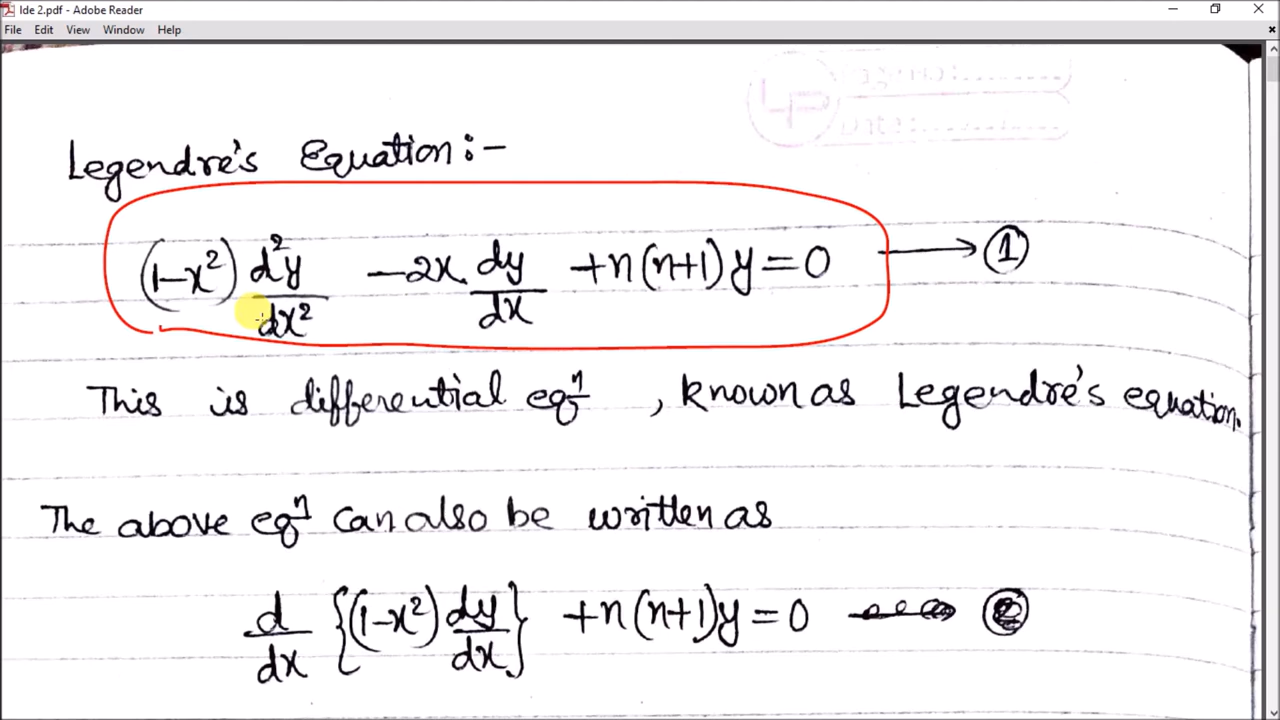 Ide 2.pdf - Adobe Reader
File Edit View Window Help
Legendre's Equation:-
(1-x²) d²y/dx² -2x. dy/dx +n(n+1)y=0 → ①
This is differential eqⁿ, known as Legendre's equation.
The above eqⁿ can also be written as
d/dx {(1-x²) dy/dx} +n(n+1)y=0